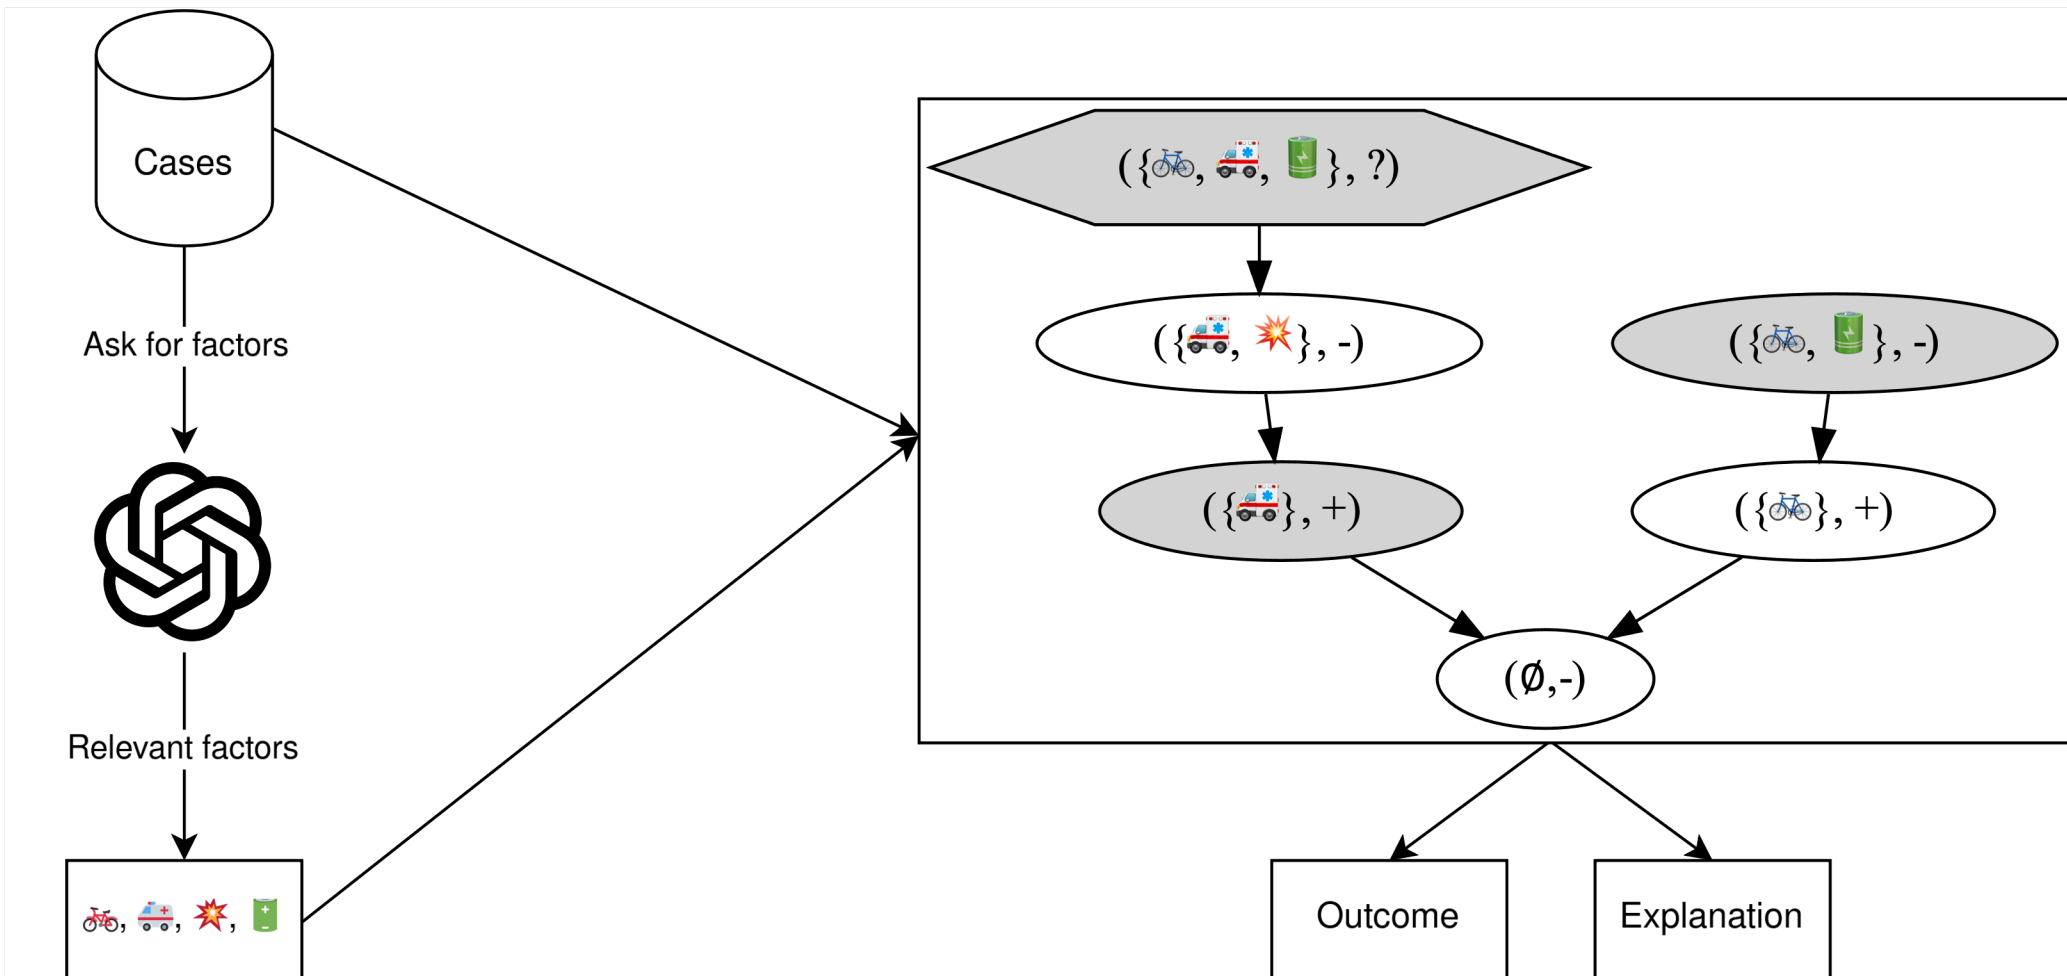 Cases
({🚲, 🚑, 🔋}, ?)
Ask for factors
({🚑, 💥}, -)
({🚲, 🔋}, -)
({🚑}, +)
({🚲}, +)
(∅,-)
Relevant factors
🚲, 🚑, 💥, 🔋
Outcome
Explanation